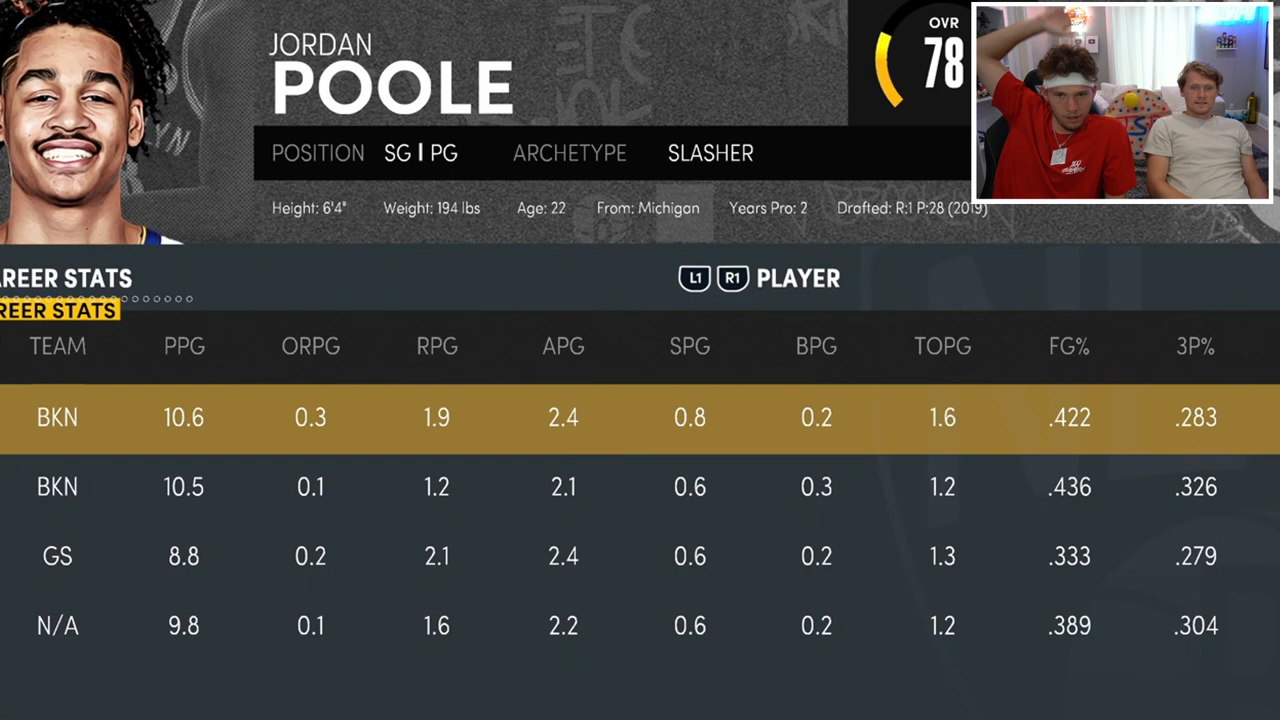 JORDAN
POOLE
OVR
78
POSITION SG | PG ARCHETYPE SLASHER
Height: 6'4" Weight: 194 lbs Age: 22 From: Michigan Years Pro: 2 Drafted: R:1 P:28 (2019)
AREER STATS
L1 R1 PLAYER
REER STATS
TEAM PPG ORPG RPG APG SPG BPG TOPG FG% 3P%
BKN 10.6 0.3 1.9 2.4 0.8 0.2 1.6 .422 .283
BKN 10.5 0.1 1.2 2.1 0.6 0.3 1.2 .436 .326
GS 8.8 0.2 2.1 2.4 0.6 0.2 1.3 .333 .279
N/A 9.8 0.1 1.6 2.2 0.6 0.2 1.2 .389 .304